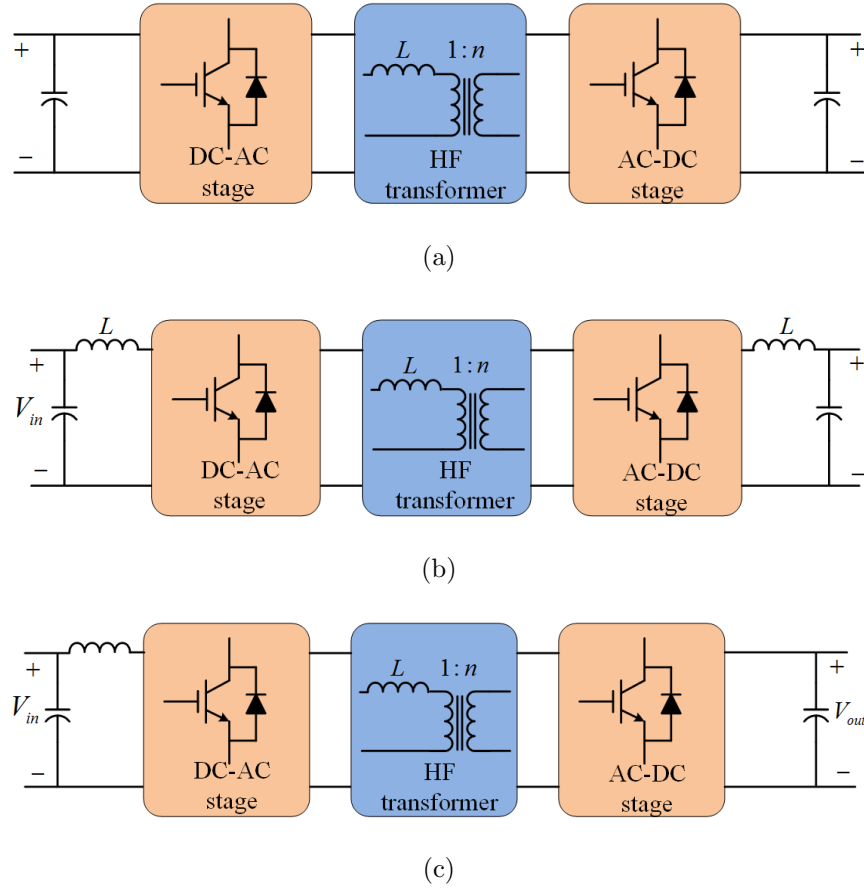 + L 1:n +
DC-AC HF AC-DC
− stage transformer stage −
(a)
L L
+ L 1:n +
V_in
DC-AC HF AC-DC
− stage transformer stage −
(b)
+ L 1:n +
V_in V_out
DC-AC HF AC-DC
− stage transformer stage −
(c)